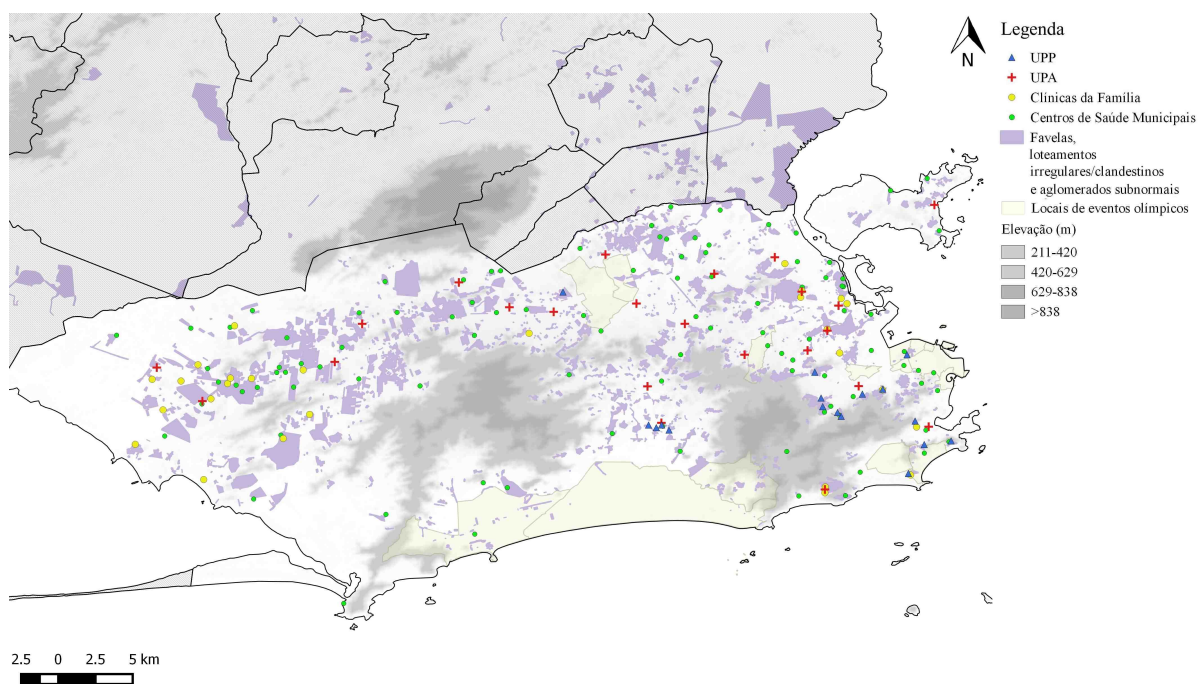 N
Legenda
UPP
UPA
Clínicas da Família
Centros de Saúde Municipais
Favelas,
loteamentos
irregulares/clandestinos
e aglomerados subnormais
Locais de eventos olímpicos
Elevação (m)
211-420
420-629
629-838
>838
2.5 0 2.5 5 km